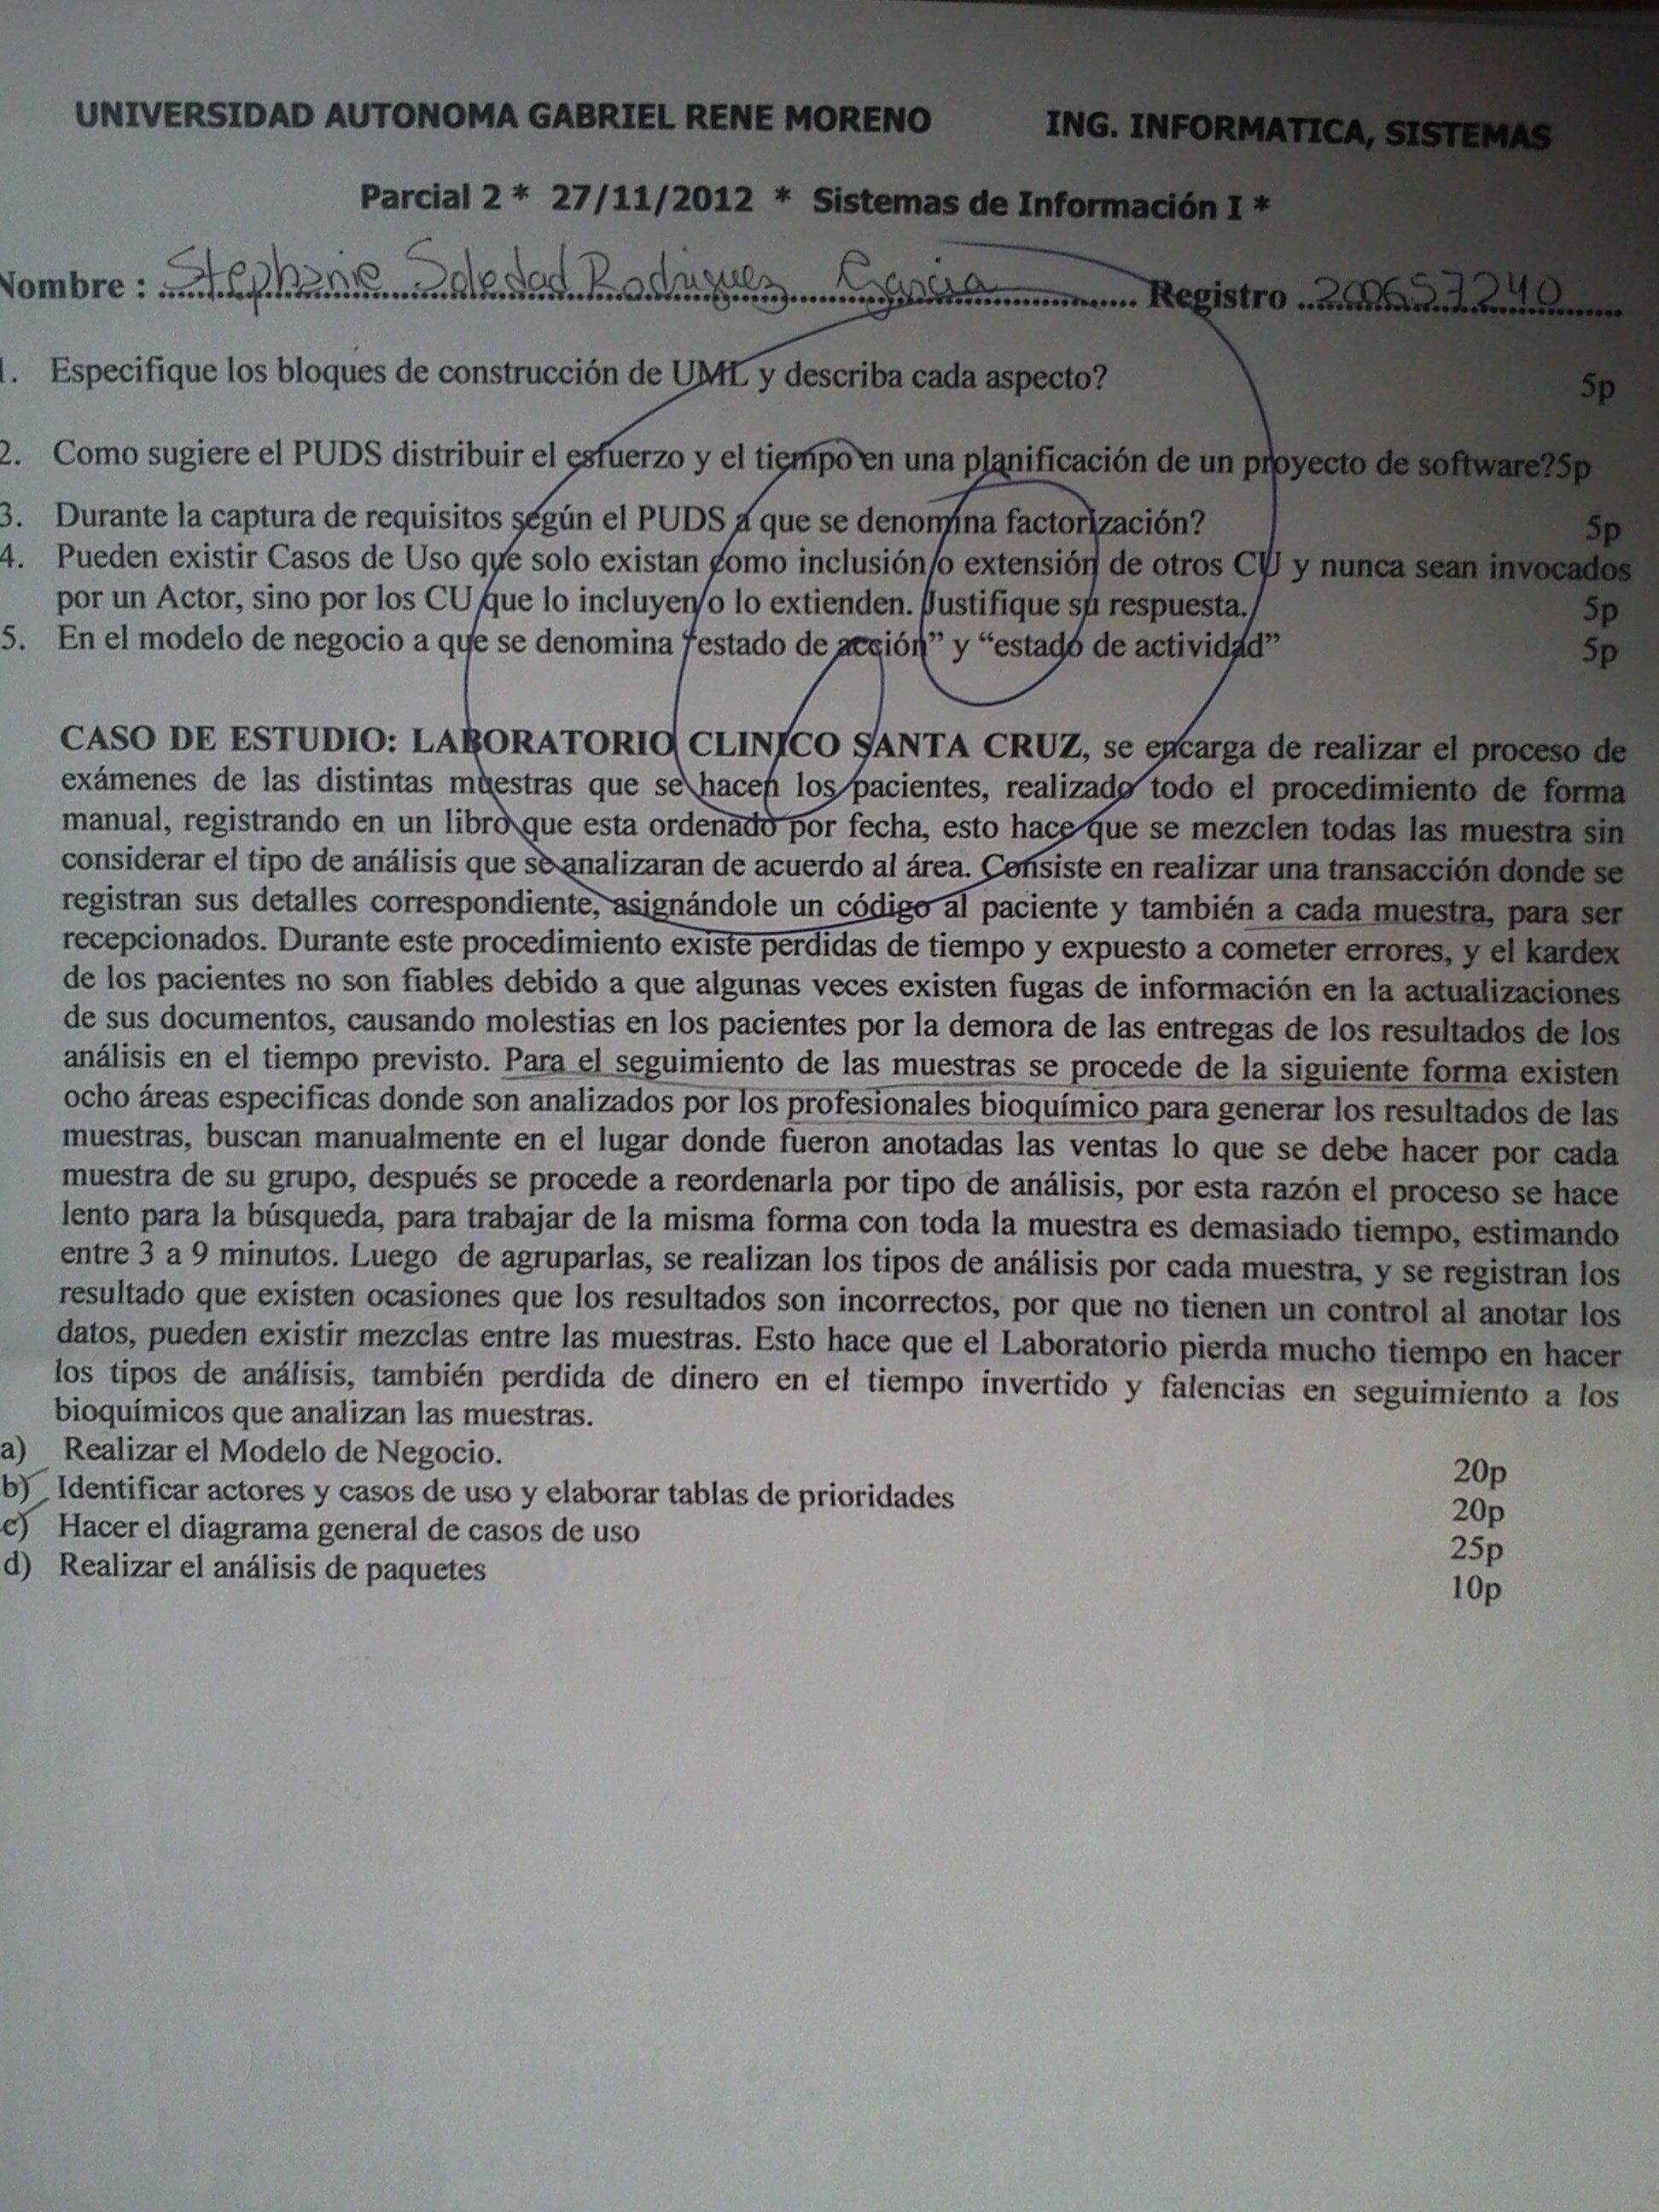 UNIVERSIDAD AUTONOMA GABRIEL RENE MORENO ING. INFORMATICA, SISTEMAS
Parcial 2 * 27/11/2012 * Sistemas de Información I *
Nombre : Stephanie Soledad Rodriguez Garcia Registro 200657240
1. Especifique los bloques de construcción de UML y describa cada aspecto? 5p
2. Como sugiere el PUDS distribuir el esfuerzo y el tiempo en una planificación de un proyecto de software?5p
3. Durante la captura de requisitos según el PUDS a que se denomina factorización? 5p
4. Pueden existir Casos de Uso que solo existan como inclusión o extensión de otros CU y nunca sean invocados
por un Actor, sino por los CU que lo incluyen o lo extienden. Justifique su respuesta. 5p
5. En el modelo de negocio a que se denomina “estado de acción” y “estado de actividad” 5p
CASO DE ESTUDIO: LABORATORIO CLINICO SANTA CRUZ, se encarga de realizar el proceso de
exámenes de las distintas muestras que se hacen los pacientes, realizado todo el procedimiento de forma
manual, registrando en un libro que esta ordenado por fecha, esto hace que se mezclen todas las muestra sin
considerar el tipo de análisis que se analizaran de acuerdo al área. Consiste en realizar una transacción donde se
registran sus detalles correspondiente, asignándole un código al paciente y también a cada muestra, para ser
recepcionados. Durante este procedimiento existe perdidas de tiempo y expuesto a cometer errores, y el kardex
de los pacientes no son fiables debido a que algunas veces existen fugas de información en la actualizaciones
de sus documentos, causando molestias en los pacientes por la demora de las entregas de los resultados de los
análisis en el tiempo previsto. Para el seguimiento de las muestras se procede de la siguiente forma existen
ocho áreas especificas donde son analizados por los profesionales bioquímico para generar los resultados de las
muestras, buscan manualmente en el lugar donde fueron anotadas las ventas lo que se debe hacer por cada
muestra de su grupo, después se procede a reordenarla por tipo de análisis, por esta razón el proceso se hace
lento para la búsqueda, para trabajar de la misma forma con toda la muestra es demasiado tiempo, estimando
entre 3 a 9 minutos. Luego de agruparlas, se realizan los tipos de análisis por cada muestra, y se registran los
resultado que existen ocasiones que los resultados son incorrectos, por que no tienen un control al anotar los
datos, pueden existir mezclas entre las muestras. Esto hace que el Laboratorio pierda mucho tiempo en hacer
los tipos de análisis, también perdida de dinero en el tiempo invertido y falencias en seguimiento a los
bioquímicos que analizan las muestras.
a) Realizar el Modelo de Negocio. 20p
b) Identificar actores y casos de uso y elaborar tablas de prioridades 20p
c) Hacer el diagrama general de casos de uso 25p
d) Realizar el análisis de paquetes 10p